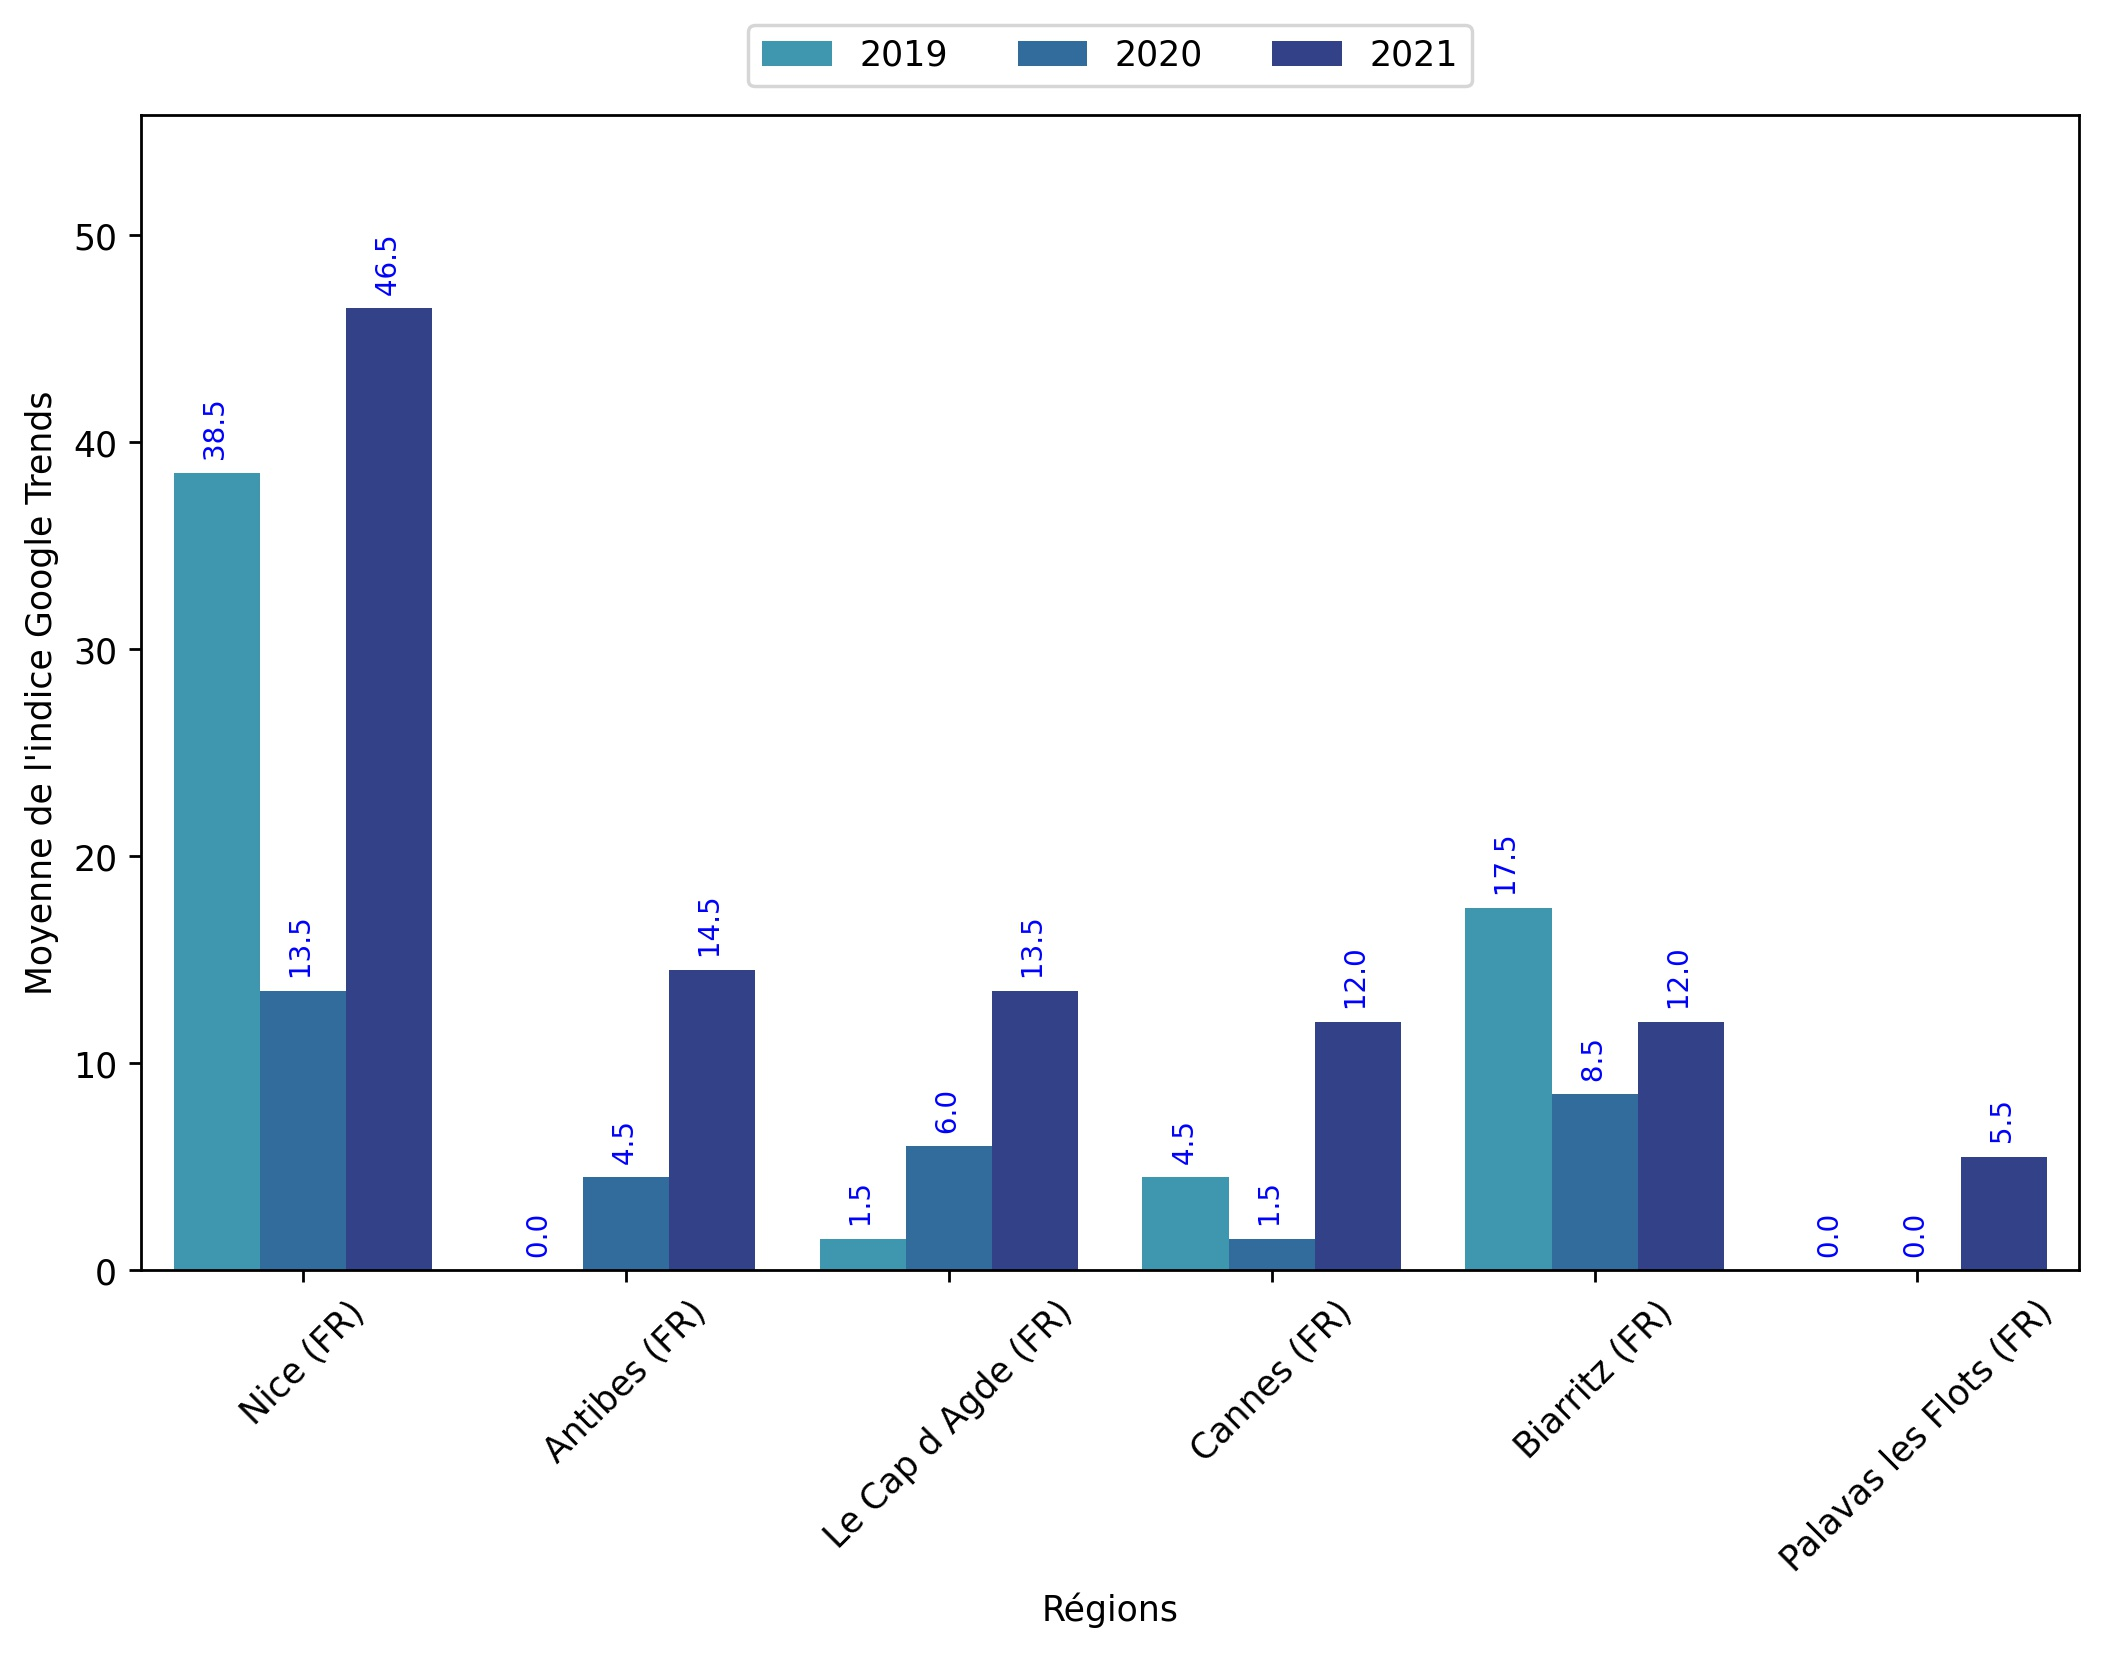 2019 2020 2021
Moyenne de l'indice Google Trends
50
40
30
20
10
0
38.5
13.5
46.5
0.0
4.5
14.5
1.5
6.0
13.5
4.5
1.5
12.0
17.5
8.5
12.0
0.0
0.0
5.5
Nice (FR)
Antibes (FR)
Le Cap d Agde (FR)
Cannes (FR)
Biarritz (FR)
Palavas les Flots (FR)
Régions